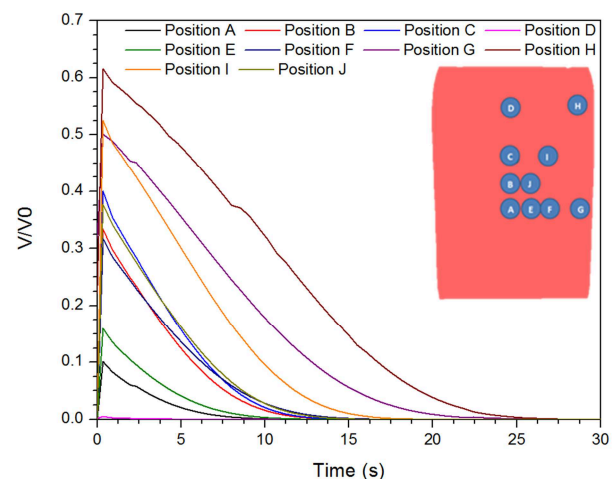 Position A Position B Position C Position D
Position E Position F Position G Position H
Position I Position J
0.7
0.6
0.5
0.4
0.3
0.2
0.1
0.0
V/V0
D H
C I
B J
A E F G
0 5 10 15 20 25 30
Time (s)